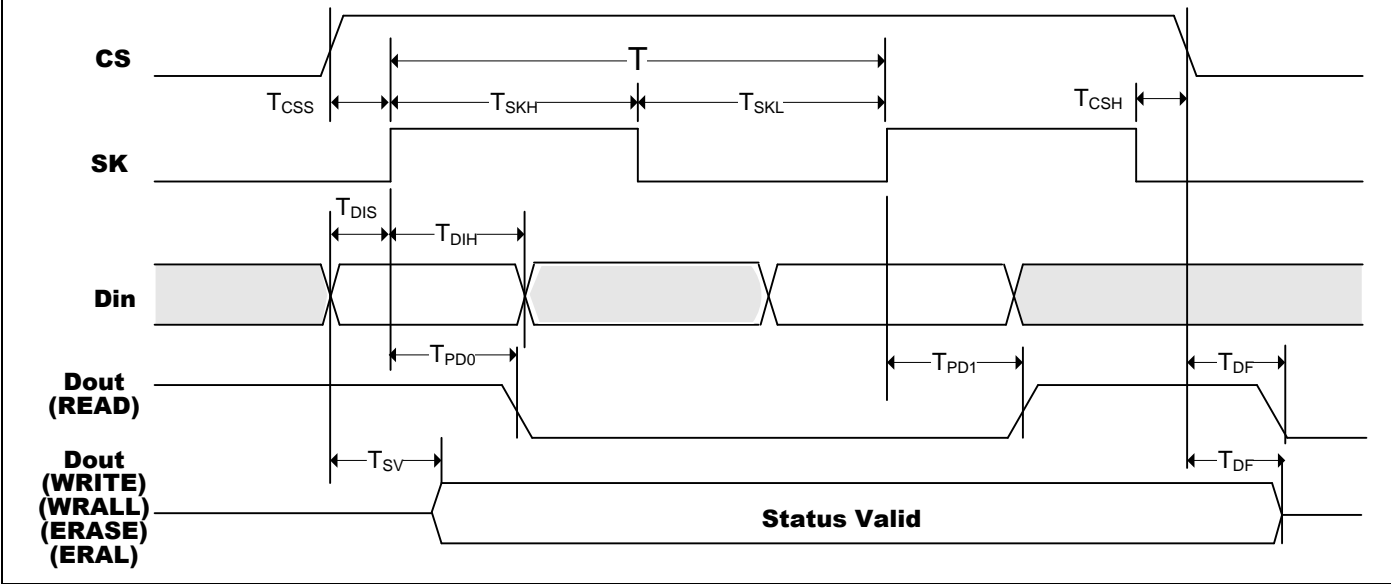 CS
T
TCSS
TSKH
TSKL
TCSH
SK
TDIS
TDIH
Din
TPD0
TPD1
TDF
Dout
(READ)
Dout
(WRITE)
(WRALL)
(ERASE)
(ERAL)
TSV
TDF
Status Valid